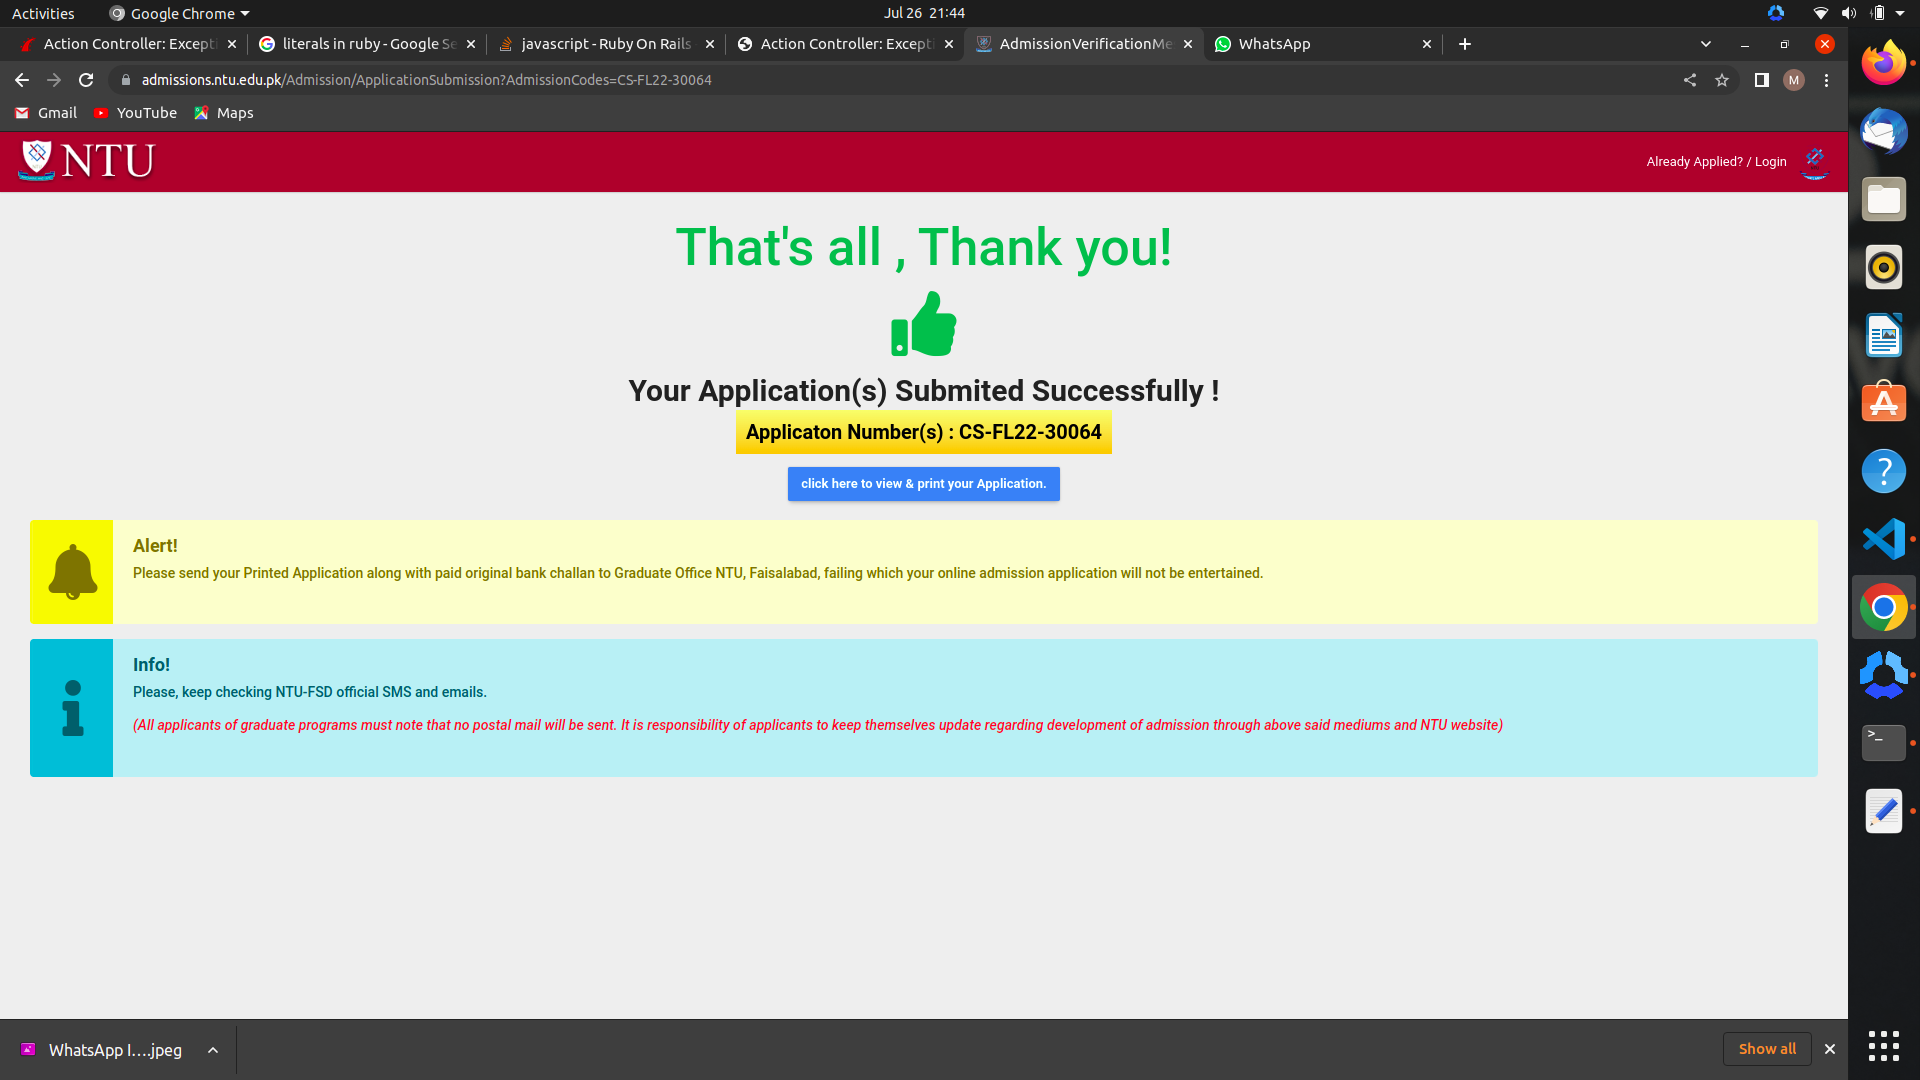 Activities
Google Chrome
Jul 26 21:44
Action Controller: Excepti
literals in ruby - Google Se
javascript - Ruby On Rails
Action Controller: Excepti
AdmissionVerificationMe
WhatsApp
admissions.ntu.edu.pk/Admission/ApplicationSubmission?AdmissionCodes=CS-FL22-30064
M
Gmail
YouTube
Maps
NTU
Already Applied? / Login
That's all , Thank you!
Your Application(s) Submited Successfully !
Applicaton Number(s) : CS-FL22-30064
click here to view & print your Application.
Alert!
Please send your Printed Application along with paid original bank challan to Graduate Office NTU, Faisalabad, failing which your online admission application will not be entertained.
Info!
Please, keep checking NTU-FSD official SMS and emails.
(All applicants of graduate programs must note that no postal mail will be sent. It is responsibility of applicants to keep themselves update regarding development of admission through above said mediums and NTU website)
WhatsApp I....jpeg
Show all